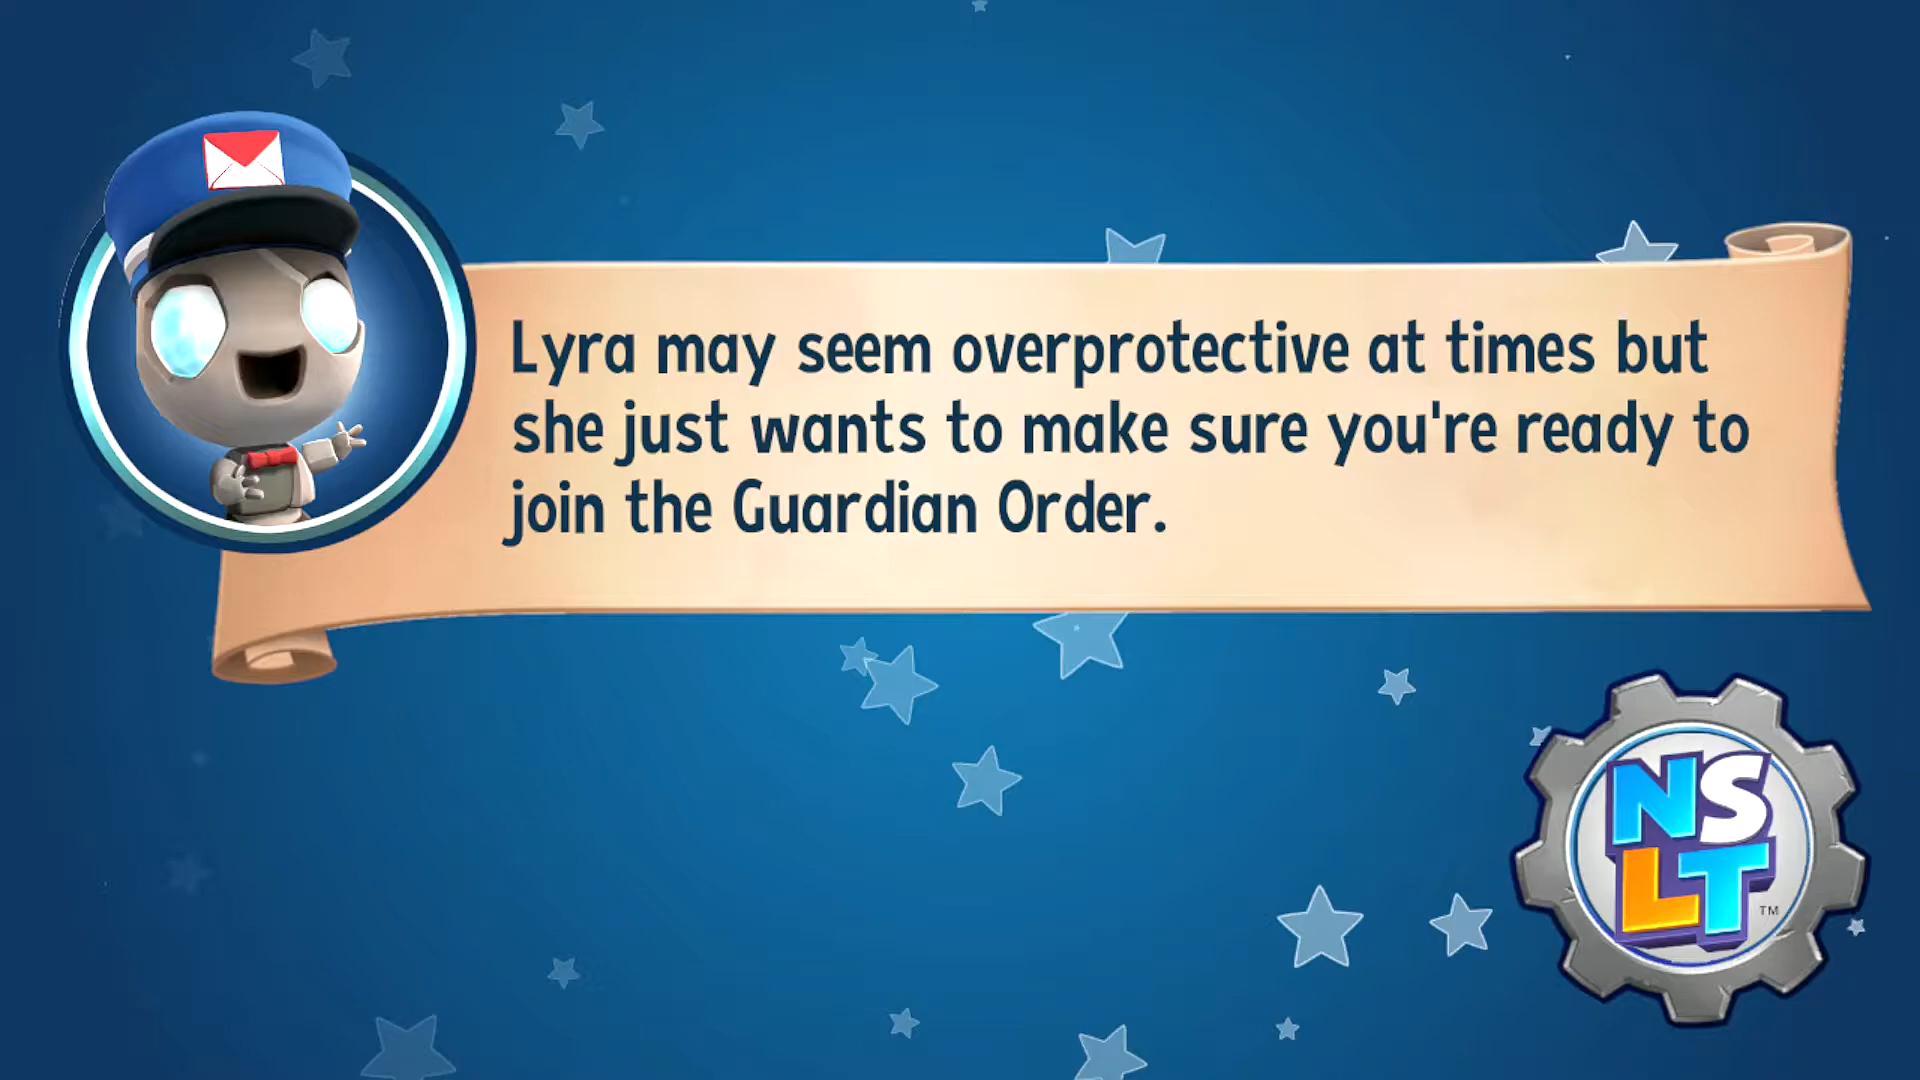 Lyra may seem overprotective at times but
she just wants to make sure you're ready to
join the Guardian Order.
NS
LT
TM